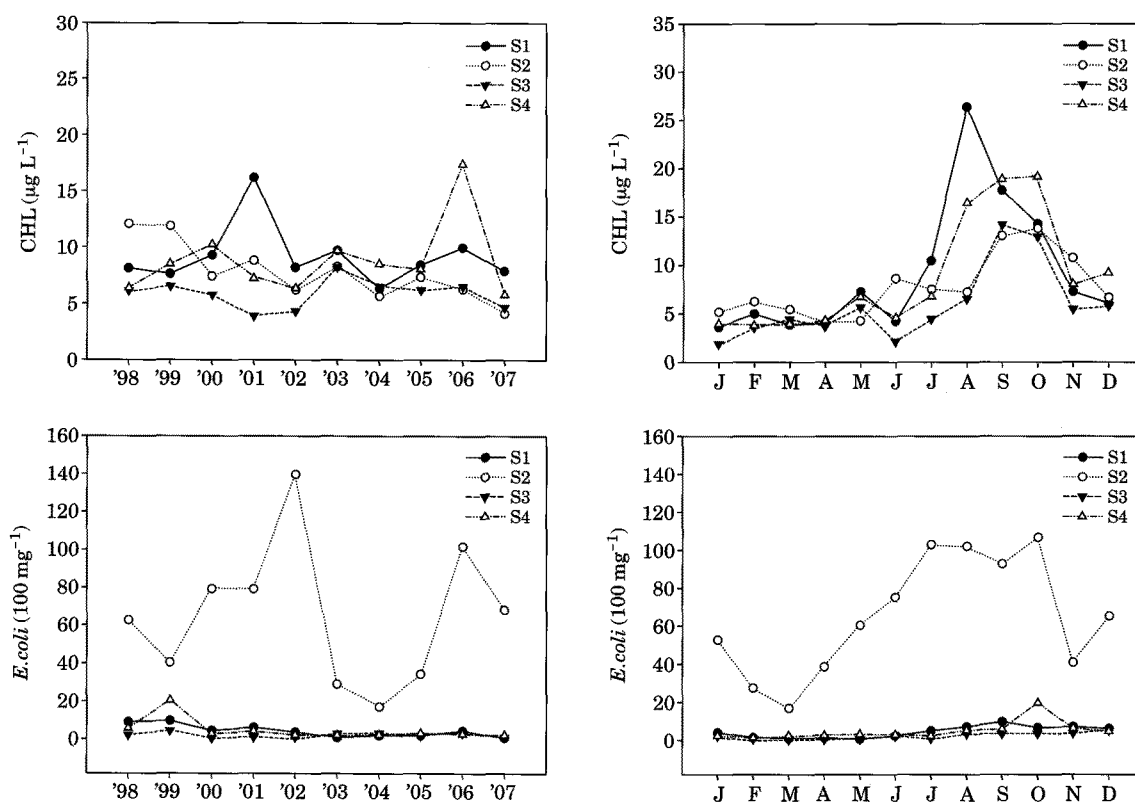 30
25
20
15
10
5
0
CHL (µg L⁻¹)
S1
S2
S3
S4
'98 '99 '00 '01 '02 '03 '04 '05 '06 '07
35
30
25
20
15
10
5
0
CHL (µg L⁻¹)
S1
S2
S3
S4
J F M A M J J A S O N D
160
140
120
100
80
60
40
20
0
E.coli (100 mg⁻¹)
S1
S2
S3
S4
'98 '99 '00 '01 '02 '03 '04 '05 '06 '07
160
140
120
100
80
60
40
20
0
E.coli (100 mg⁻¹)
S1
S2
S3
S4
J F M A M J J A S O N D